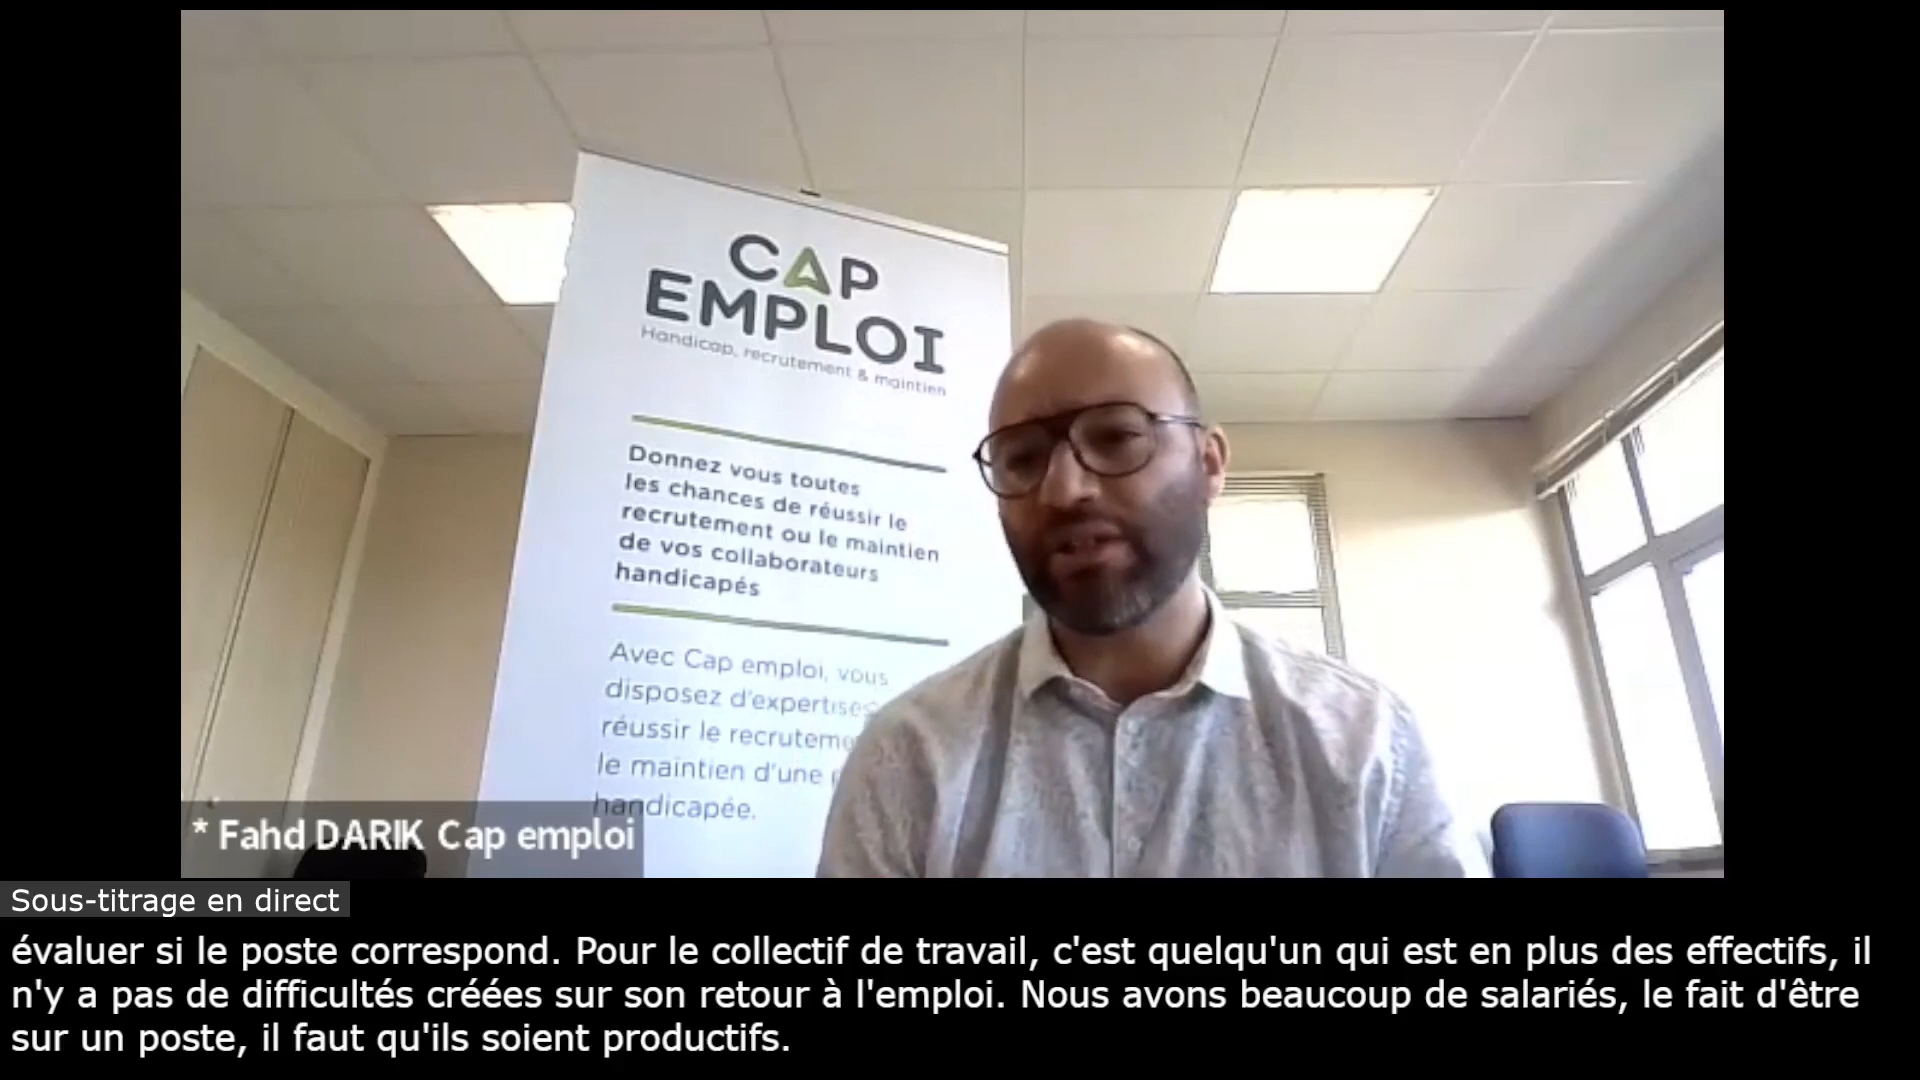 CAP
EMPLOI
Handicap, recrutement & maintien
Donnez vous toutes
les chances de réussir le
recrutement ou le maintien
de vos collaborateurs
handicapés
Avec Cap emploi, vous
disposez d'expertises
réussir le recruteme
le maintien d'une
handicapée.
* Fahd DARIK Cap emploi
Sous-titrage en direct
évaluer si le poste correspond. Pour le collectif de travail, c'est quelqu'un qui est en plus des effectifs, il
n'y a pas de difficultés créées sur son retour à l'emploi. Nous avons beaucoup de salariés, le fait d'être
sur un poste, il faut qu'ils soient productifs.